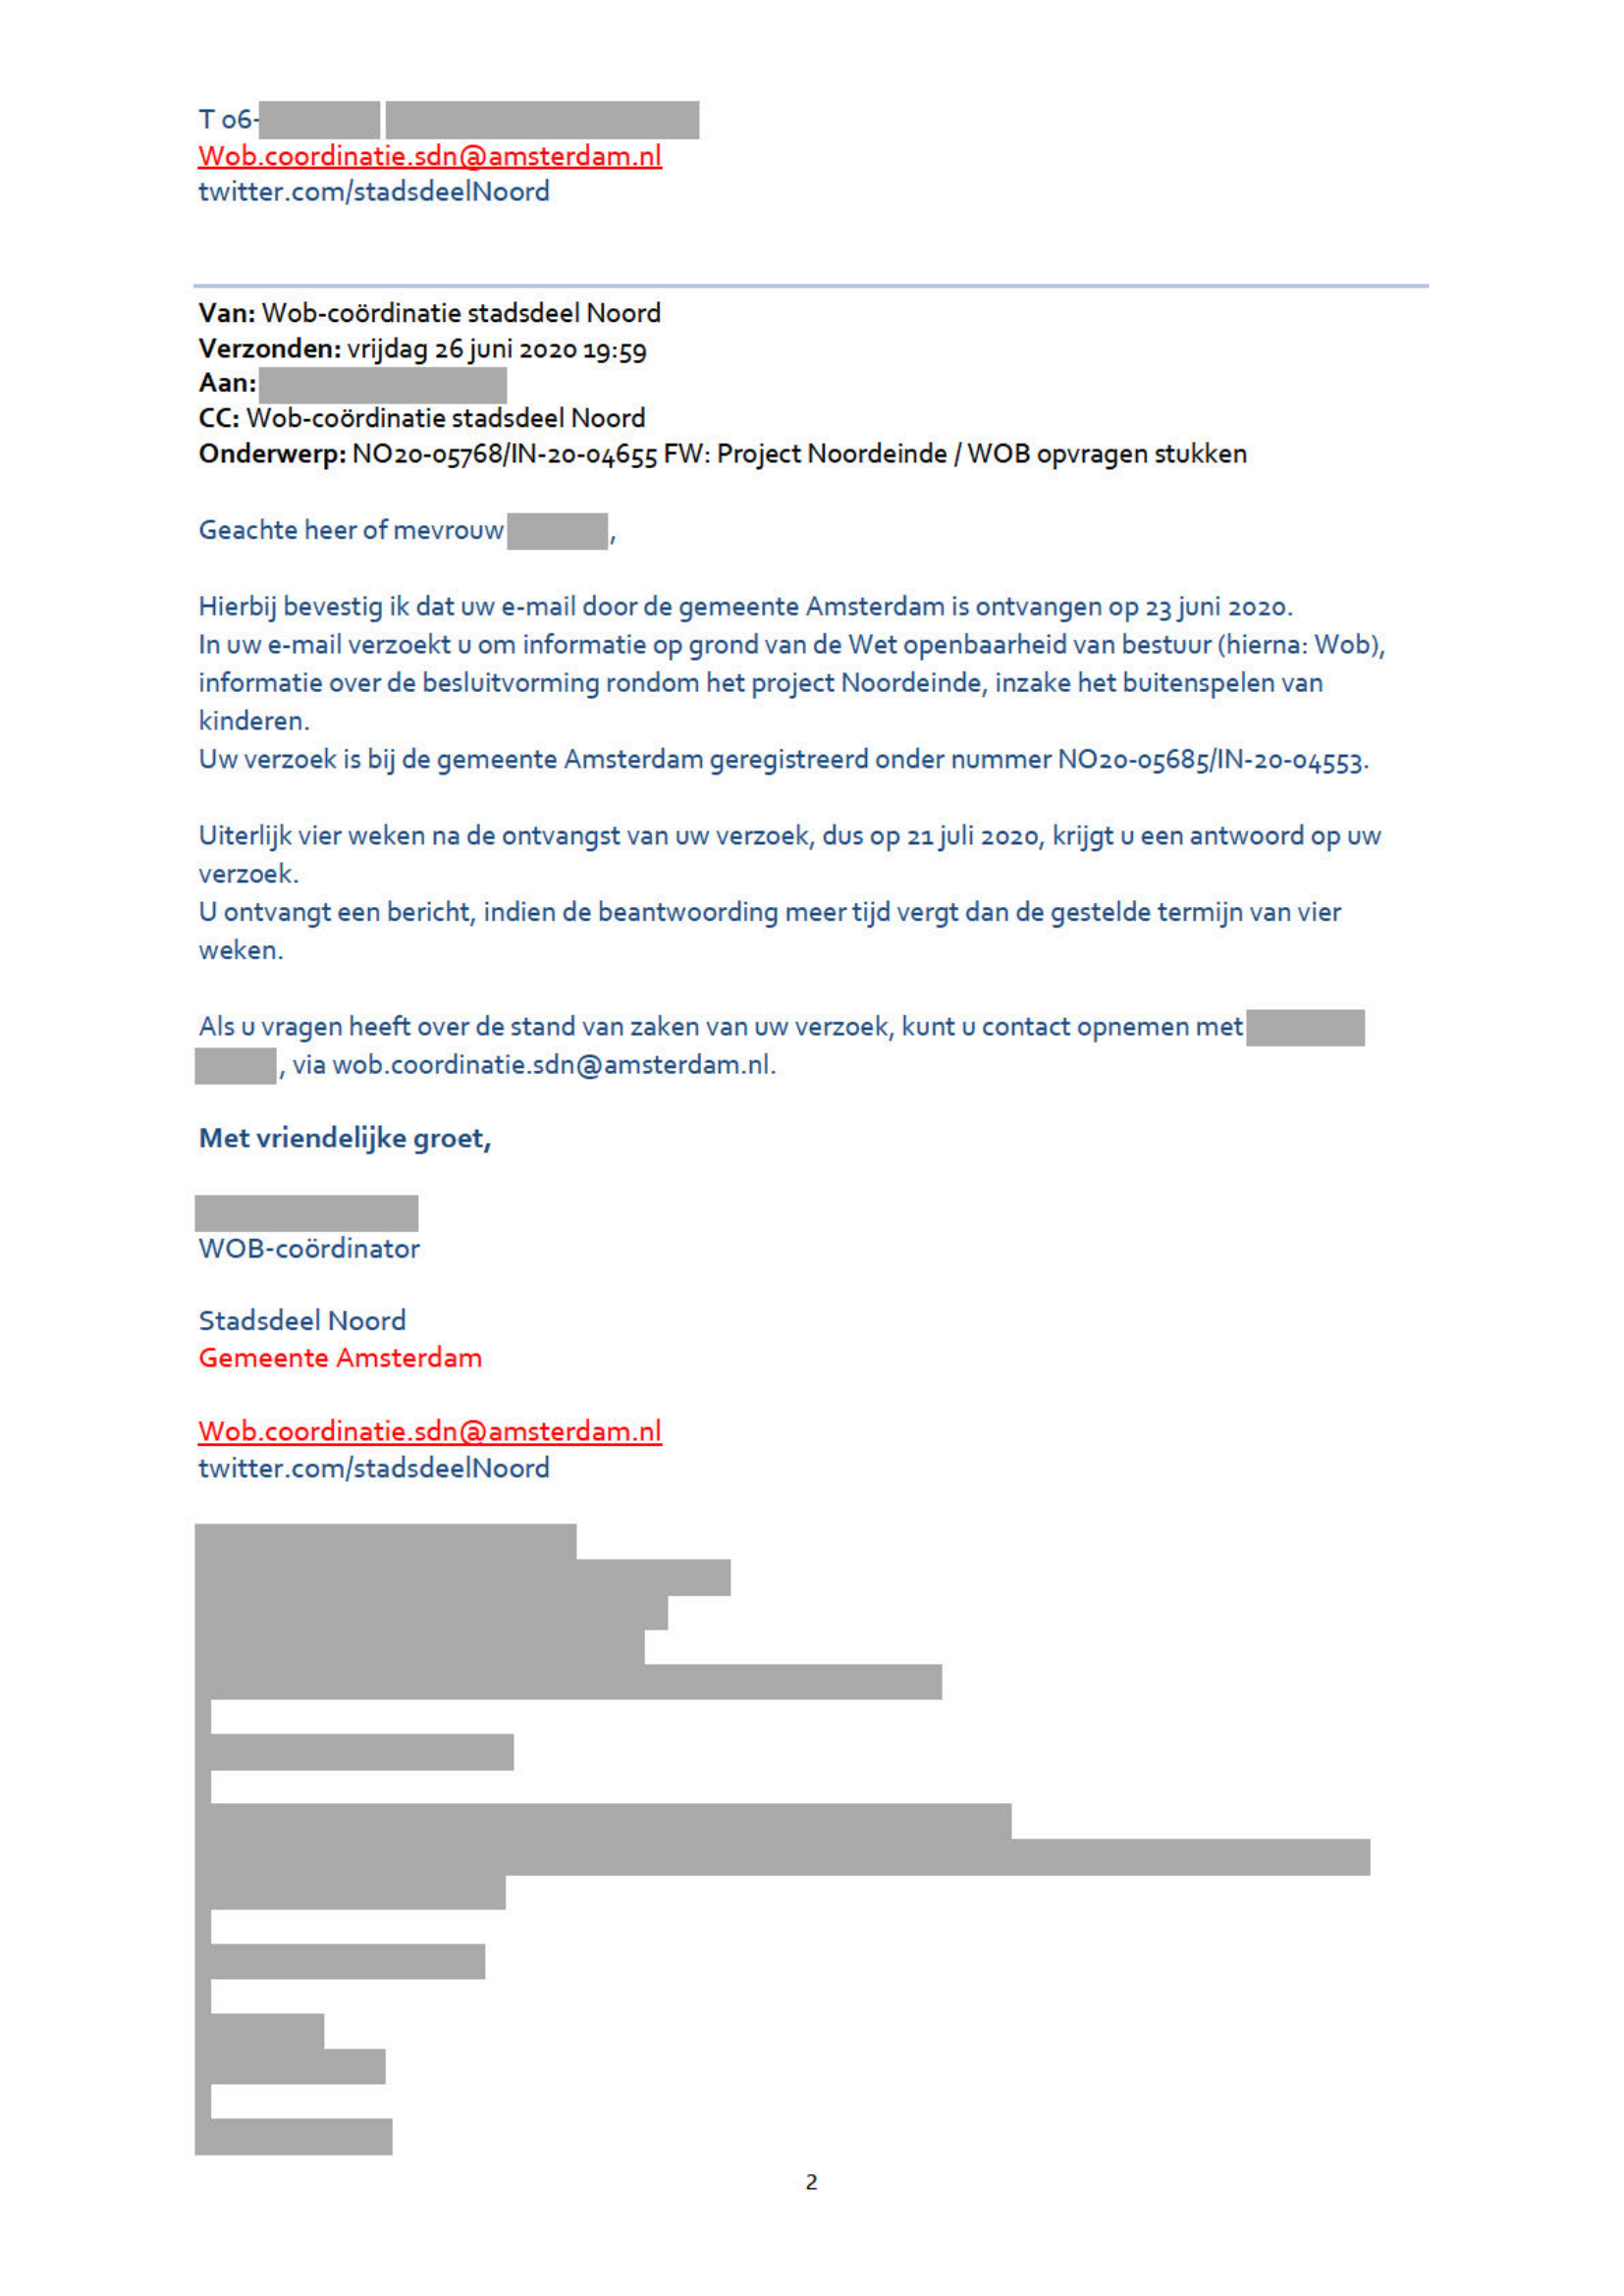 T 06-
Wob.coordinatie.sdn@amsterdam.nl
twitter.com/stadsdeelNoord
Van: Wob-coördinatie stadsdeel Noord
Verzonden: vrijdag 26 juni 2020 19:59
Aan:
CC: Wob-coördinatie stadsdeel Noord
Onderwerp: NO20-05768/IN-20-04655 FW: Project Noordeinde / WOB opvragen stukken
Geachte heer of mevrouw ,
Hierbij bevestig ik dat uw e-mail door de gemeente Amsterdam is ontvangen op 23 juni 2020.
In uw e-mail verzoekt u om informatie op grond van de Wet openbaarheid van bestuur (hierna: Wob),
informatie over de besluitvorming rondom het project Noordeinde, inzake het buitenspelen van
kinderen.
Uw verzoek is bij de gemeente Amsterdam geregistreerd onder nummer NO20-05685/IN-20-04553.
Uiterlijk vier weken na de ontvangst van uw verzoek, dus op 21 juli 2020, krijgt u een antwoord op uw
verzoek.
U ontvangt een bericht, indien de beantwoording meer tijd vergt dan de gestelde termijn van vier
weken.
Als u vragen heeft over de stand van zaken van uw verzoek, kunt u contact opnemen met
, via wob.coordinatie.sdn@amsterdam.nl.
Met vriendelijke groet,
WOB-coördinator
Stadsdeel Noord
Gemeente Amsterdam
Wob.coordinatie.sdn@amsterdam.nl
twitter.com/stadsdeelNoord
2